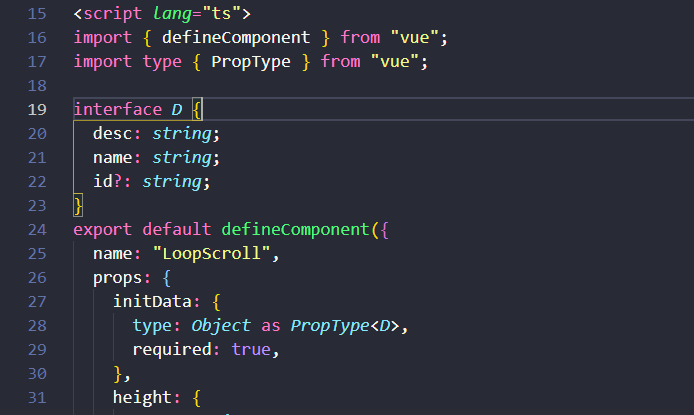 15 <script lang="ts">
16 import { defineComponent } from "vue";
17 import type { PropType } from "vue";
18
19 interface D {
20   desc: string;
21   name: string;
22   id?: string;
23 }
24 export default defineComponent({
25   name: "LoopScroll",
26   props: {
27     initData: {
28       type: Object as PropType<D>,
29       required: true,
30     },
31     height: {